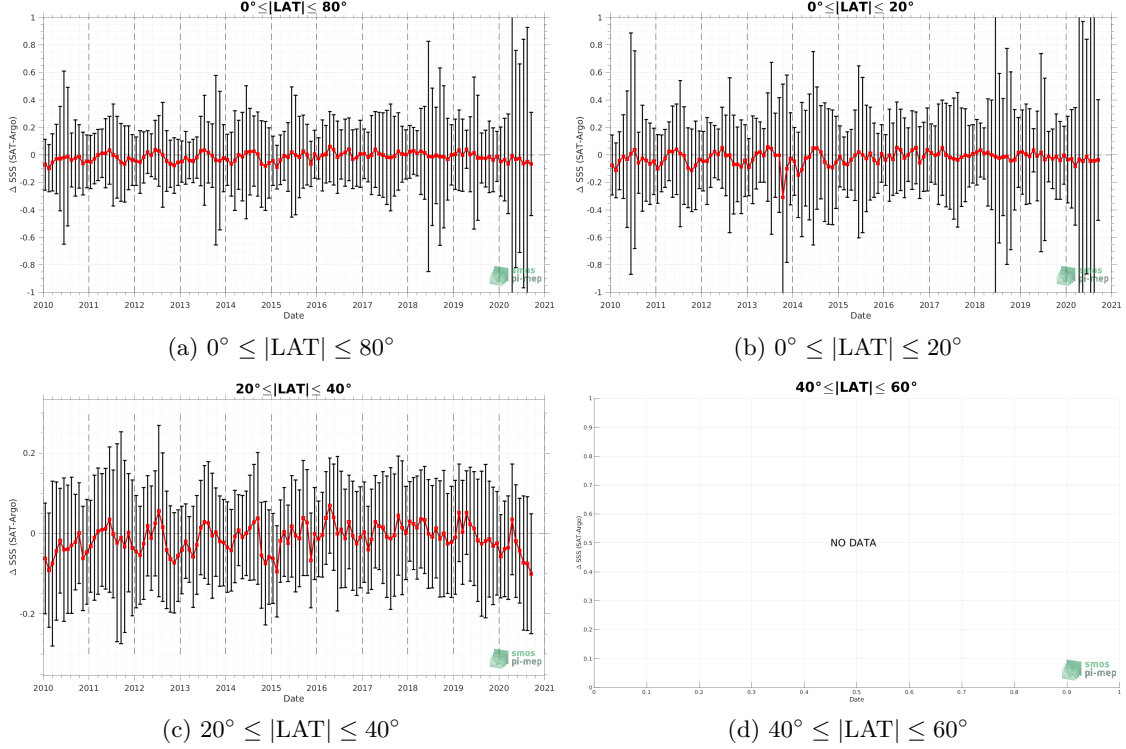 0°≤|LAT|≤ 80°
Δ SSS (SAT-Argo)
1
0.8
0.6
0.4
0.2
0
-0.2
-0.4
-0.6
-0.8
-1
2010 2011 2012 2013 2014 2015 2016 2017 2018 2019 2020 2021
Date
smos
pi-mep
(a) 0° ≤ |LAT| ≤ 80°
0°≤|LAT|≤ 20°
Δ SSS (SAT-Argo)
1
0.8
0.6
0.4
0.2
0
-0.2
-0.4
-0.6
-0.8
-1
2010 2011 2012 2013 2014 2015 2016 2017 2018 2019 2020 2021
Date
smos
pi-mep
(b) 0° ≤ |LAT| ≤ 20°
20°≤|LAT|≤ 40°
Δ SSS (SAT-Argo)
0.2
0
-0.2
2010 2011 2012 2013 2014 2015 2016 2017 2018 2019 2020 2021
Date
smos
pi-mep
(c) 20° ≤ |LAT| ≤ 40°
40°≤|LAT|≤ 60°
Δ SSS (SAT-Argo)
1
0.9
0.8
0.7
0.6
0.5
0.4
0.3
0.2
0.1
0
NO DATA
0 0.1 0.2 0.3 0.4 0.5 0.6 0.7 0.8 0.9 1
Date
smos
pi-mep
(d) 40° ≤ |LAT| ≤ 60°